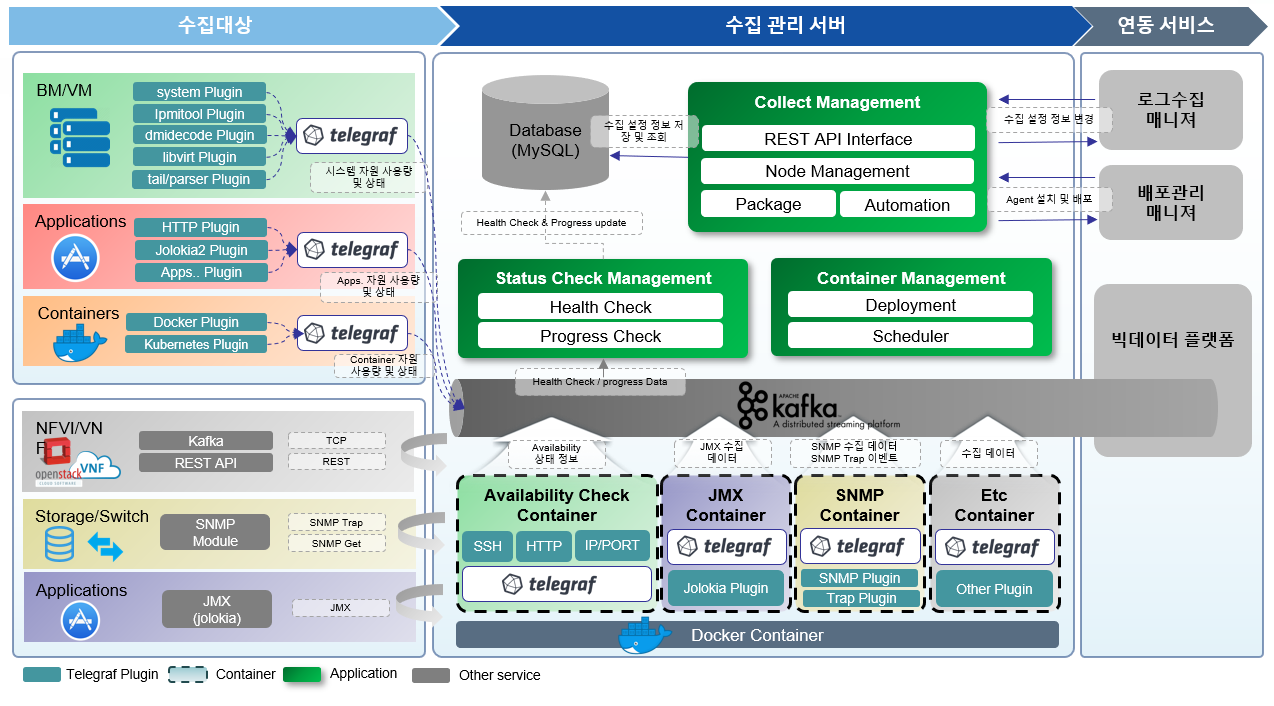 수집대상
수집 관리 서버
연동 서비스
BM/VM
system Plugin
Ipmitool Plugin
dmidecode Plugin
libvirt Plugin
tail/parser Plugin
telegraf
시스템 자원 사용량
및 상태
Applications
HTTP Plugin
Jolokia2 Plugin
Apps.. Plugin
telegraf
Apps. 자원 사용량
및 상태
Containers
Docker Plugin
Kubernetes Plugin
telegraf
Container 자원
사용량 및 상태
NFVI/VN
F
openstack
CLOUD SOFTWARE
VNF
Kafka
REST API
TCP
REST
Storage/Switch
SNMP
Module
SNMP Trap
SNMP Get
Applications
JMX
(jolokia)
JMX
Database
(MySQL)
수집 설정 정보 저
장 및 조회
Collect Management
REST API Interface
Node Management
Package
Automation
Health Check & Progress update
Status Check Management
Health Check
Progress Check
Container Management
Deployment
Scheduler
Health Check / progress Data
APACHE
kafka
A distributed streaming platform
Availability
상태 정보
JMX 수집
데이터
SNMP 수집 데이터
SNMP Trap 이벤트
수집 데이터
Availability Check
Container
SSH
HTTP
IP/PORT
telegraf
JMX
Container
telegraf
Jolokia Plugin
SNMP
Container
telegraf
SNMP Plugin
Trap Plugin
Etc
Container
telegraf
Other Plugin
Docker Container
수집 설정 정보 변경
Agent 설치 및 배포
로그수집
매니져
배포관리
매니져
빅데이터 플랫폼
Telegraf Plugin
Container
Application
Other service